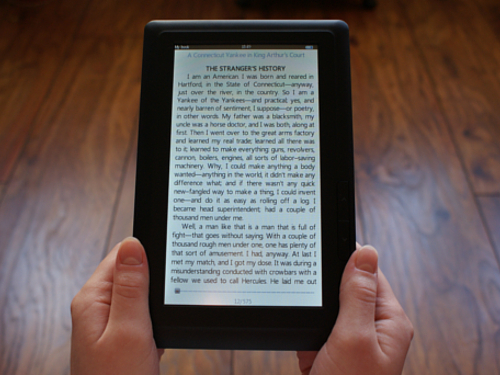 My book
A Connecticut Yankee in King Arthur's Court
THE STRANGER'S HISTORY
I am an American. I was born and reared in
Hartford, in the State of Connecticut—anyway,
just over the river, in the country. So I am a
Yankee of the Yankees—and practical; yes, and
nearly barren of sentiment, I suppose—or poetry,
in other words. My father was a blacksmith, my
uncle was a horse doctor, and I was both, along at
first. Then I went over to the great arms factory
and learned my real trade; learned all there was
to it; learned to make everything: guns, revolvers,
cannon, boilers, engines, all sorts of labor-saving
machinery. Why, I could make anything a body
wanted—anything in the world, it didn't make any
difference what; and if there wasn't any quick
new-fangled way to make a thing, I could invent
one—and do it as easy as rolling off a log. I
became head superintendent; had a couple of
thousand men under me.
Well, a man like that is a man that is full of
fight—that goes without saying. With a couple of
thousand rough men under one, one has plenty of
that sort of amusement. I had, anyway. At last I
met my match, and I got my dose. It was during a
misunderstanding conducted with crowbars with a
fellow we used to call Hercules. He laid me out